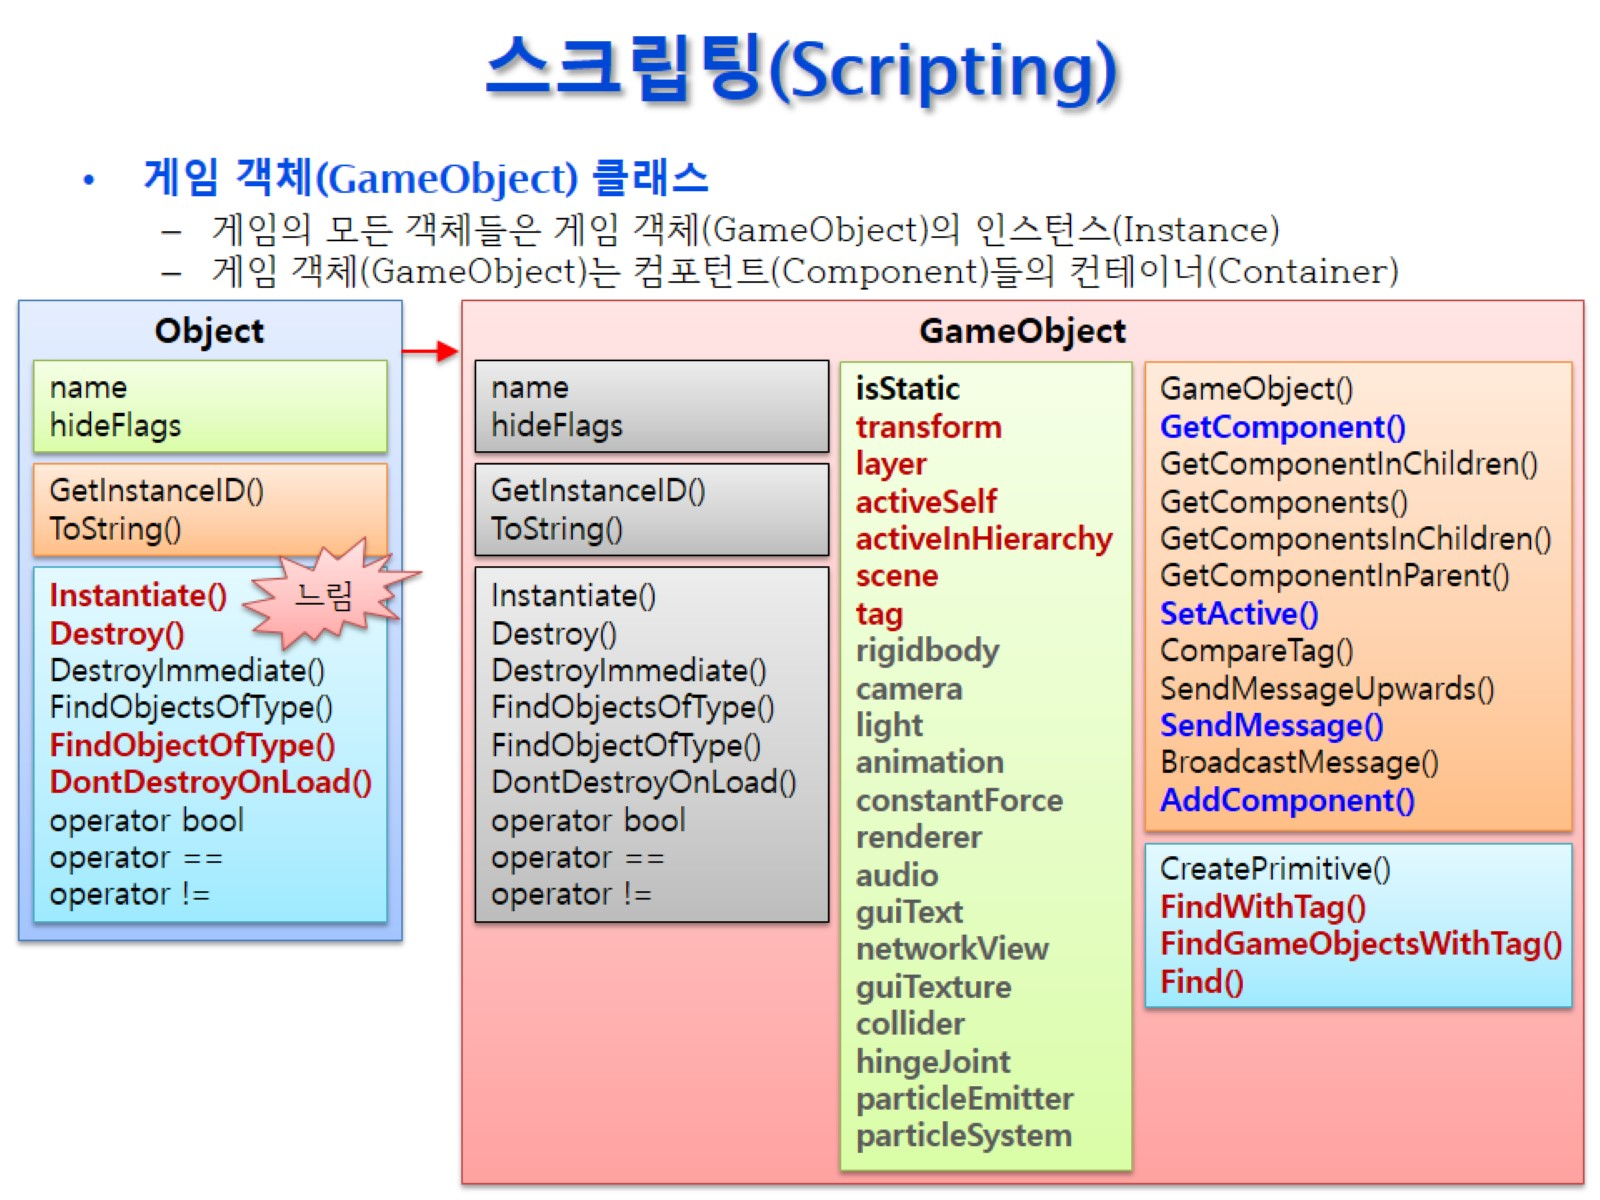 스크립팅(Scripting)
• 게임 객체(GameObject) 클래스
– 게임의 모든 객체들은 게임 객체(GameObject)의 인스턴스(Instance)
– 게임 객체(GameObject)는 컴포턴트(Component)들의 컨테이너(Container)
Object
name
hideFlags
GetInstanceID()
ToString()
느림
Instantiate()
Destroy()
DestroyImmediate()
FindObjectsOfType()
FindObjectOfType()
DontDestroyOnLoad()
operator bool
operator ==
operator !=
GameObject
name
hideFlags
GetInstanceID()
ToString()
Instantiate()
Destroy()
DestroyImmediate()
FindObjectsOfType()
FindObjectOfType()
DontDestroyOnLoad()
operator bool
operator ==
operator !=
isStatic
transform
layer
activeSelf
activeInHierarchy
scene
tag
rigidbody
camera
light
animation
constantForce
renderer
audio
guiText
networkView
guiTexture
collider
hingeJoint
particleEmitter
particleSystem
GameObject()
GetComponent()
GetComponentInChildren()
GetComponents()
GetComponentsInChildren()
GetComponentInParent()
SetActive()
CompareTag()
SendMessageUpwards()
SendMessage()
BroadcastMessage()
AddComponent()
CreatePrimitive()
FindWithTag()
FindGameObjectsWithTag()
Find()